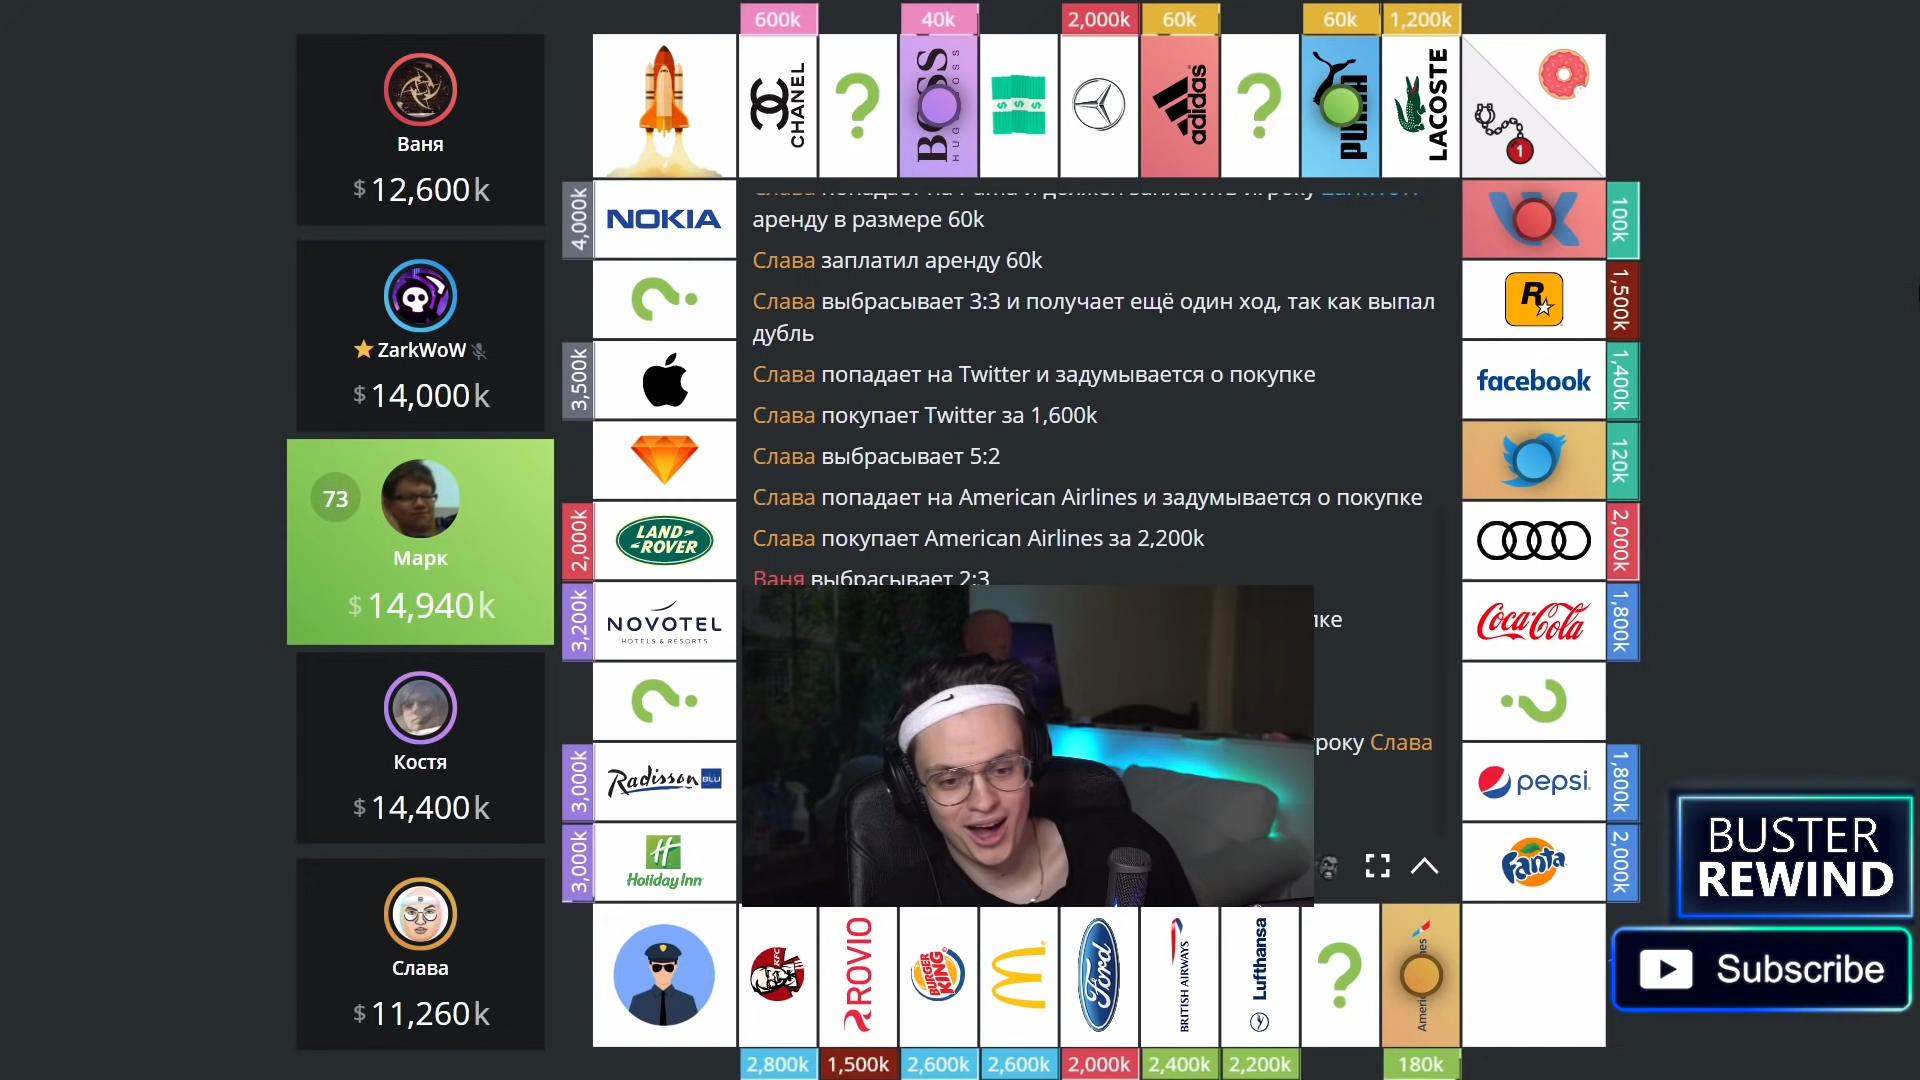 600k
40k
2,000k
60k
60k
1,200k
CHANEL
?
BOSS
HUGO BOSS
adidas
?
PUMA
LACOSTE
1
Ваня
$ 12,600k
ZarkWoW
$ 14,000k
73
Марк
$ 14,940k
Костя
$ 14,400k
Слава
$ 11,260k
4,000k
NOKIA
?
3,500k
2,000k
LAND
ROVER
3,200k
NOVOTEL
HOTELS & RESORTS
?
3,000k
Radisson BLU
3,000k
H
Holiday Inn
аренду в размере 60k
Слава заплатил аренду 60k
Слава выбрасывает 3:3 и получает ещё один ход, так как выпал
дубль
Слава попадает на Twitter и задумывается о покупке
Слава покупает Twitter за 1,600k
Слава выбрасывает 5:2
Слава попадает на American Airlines и задумывается о покупке
Слава покупает American Airlines за 2,200k
Ваня выбрасывает 2:3
Слава
100k
R
1,500k
facebook
1,400k
120k
2,000k
Coca-Cola
1,800k
?
pepsi
1,800k
Fanta
2,000k
KFC
ROVIO
BURGER
KING
Ford
BRITISH AIRWAYS
Lufthansa
?
2,800k
1,500k
2,600k
2,600k
2,000k
2,400k
2,200k
180k
BUSTER
REWIND
Subscribe